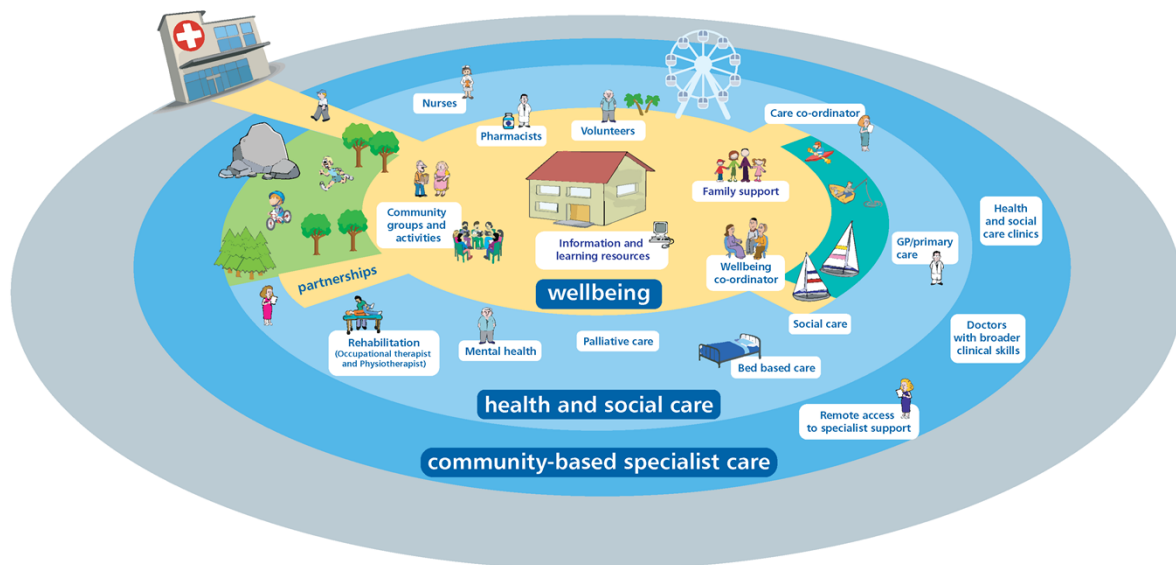 Nurses
Pharmacists
Volunteers
Care co-ordinator
Family support
Community
groups and
activities
Health
and social
care clinics
Information and
learning resources
GP/primary
care
Wellbeing
co-ordinator
partnerships
wellbeing
Social care
Doctors
with broader
clinical skills
Rehabilitation
(Occupational therapist
and Physiotherapist)
Mental health
Palliative care
Bed based care
health and social care
Remote access
to specialist support
community-based specialist care